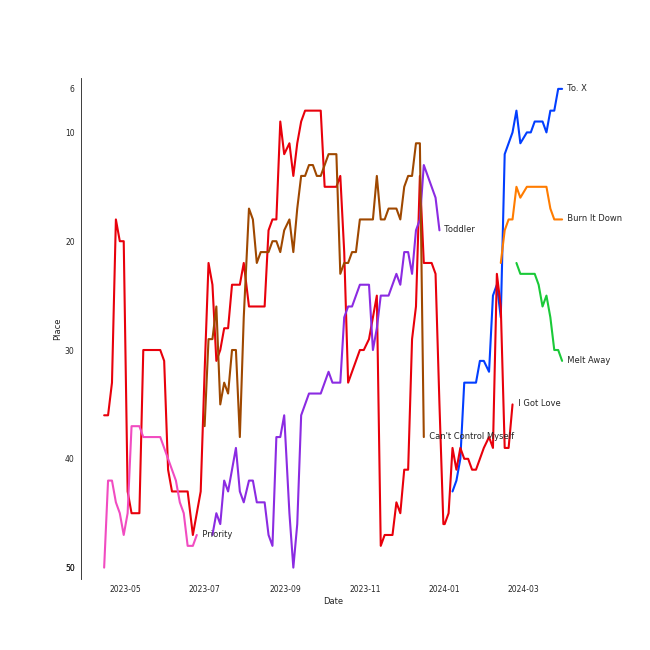 6
To. X
10
20
Burn It Down
Toddler
30
Melt Away
I Got Love
Can't Control Myself
40
Priority
50
Place
2023-05
2023-07
2023-09
2023-11
2024-01
2024-03
Date